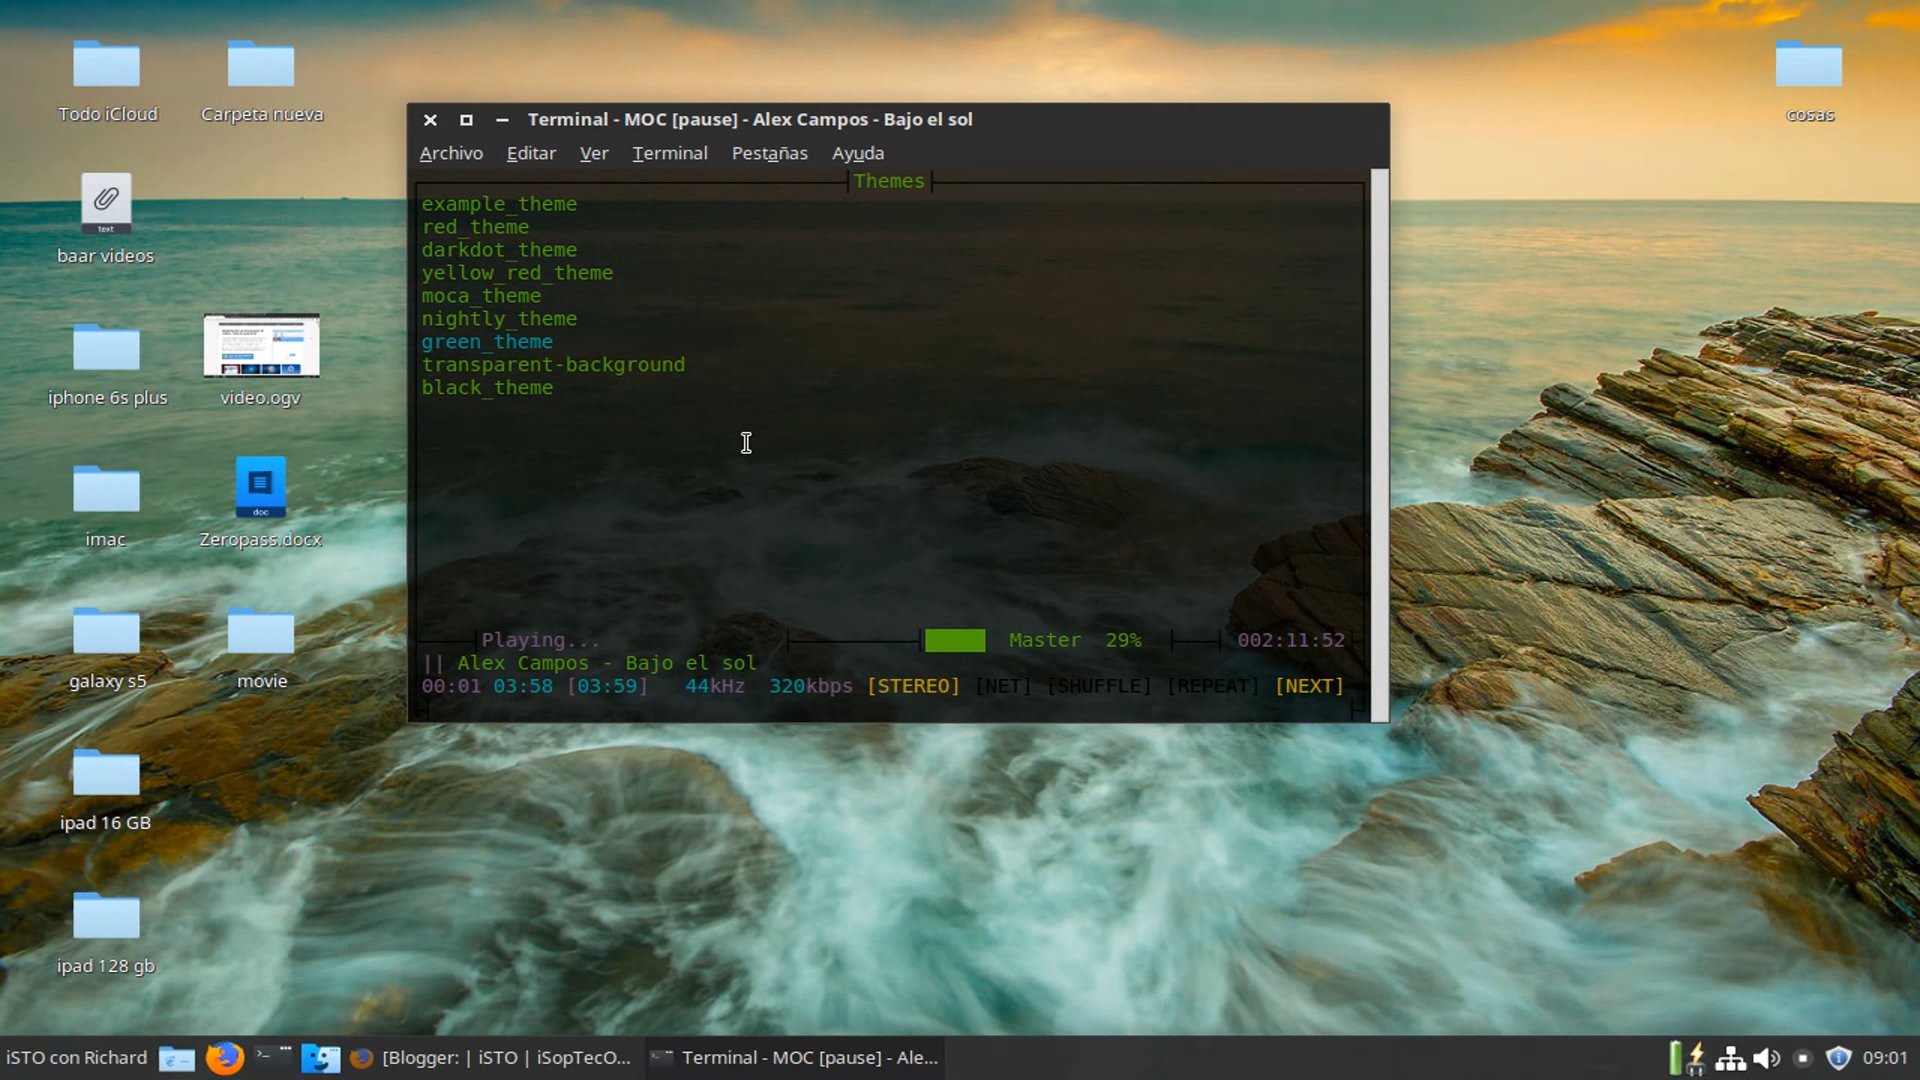 Todo iCloud
Carpeta nueva
cosas
text
baar videos
iphone 6s plus
video.ogv
imac
doc
Zeropass.docx
galaxy s5
movie
ipad 16 GB
ipad 128 gb
Terminal - MOC [pause] - Alex Campos - Bajo el sol
Archivo Editar Ver Terminal Pestañas Ayuda
Themes
example_theme
red_theme
darkdot_theme
yellow_red_theme
moca_theme
nightly_theme
green_theme
transparent-background
black_theme
Playing... Master 29% 002:11:52
|| Alex Campos - Bajo el sol
00:01 03:58 [03:59] 44kHz 320kbps [STEREO] [NET] [SHUFFLE] [REPEAT] [NEXT]
iSTO con Richard
[Blogger: | iSTO | iSopTecO...
Terminal - MOC [pause] - Ale...
09:01